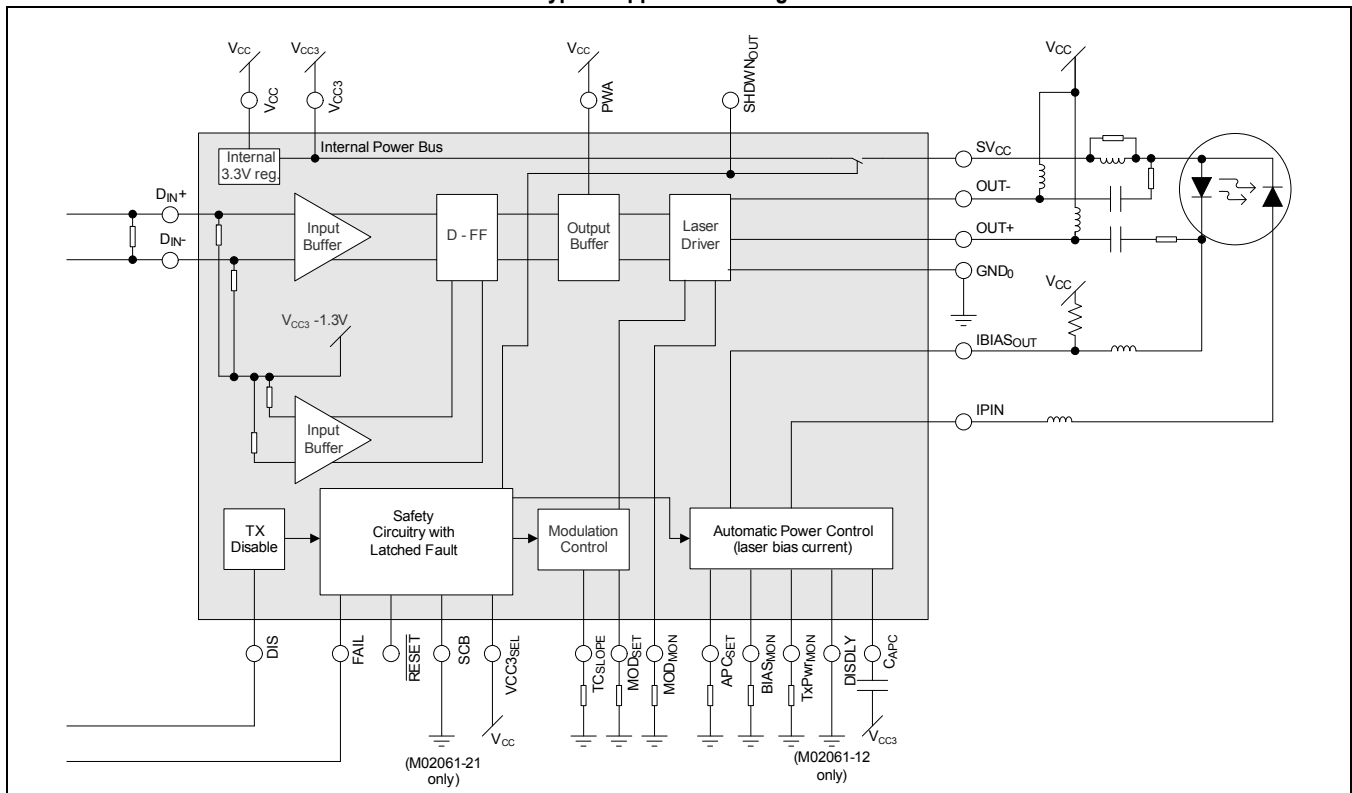 VCC
VCC3
VCC
VCC
VCC
VCC3
PWA
SHDWNOUT
Internal Power Bus
Internal
3.3V reg.
SVCC
DIN+
OUT-
Input
Buffer
D - FF
Output
Buffer
Laser
Driver
OUT+
DIN-
GND0
VCC3 -1.3V
VCC
IBIASOUT
IPIN
Input
Buffer
TX
Disable
Safety
Circuitry with
Latched Fault
Modulation
Control
Automatic Power Control
(laser bias current)
DIS
FAIL
RESET
SCB
VCC3SEL
TCSLOPE
MODSET
MODMON
APCSET
BIASMON
TxPwrMON
DISDLY
CAPC
VCC
VCC3
(M02061-21
only)
(M02061-12
only)